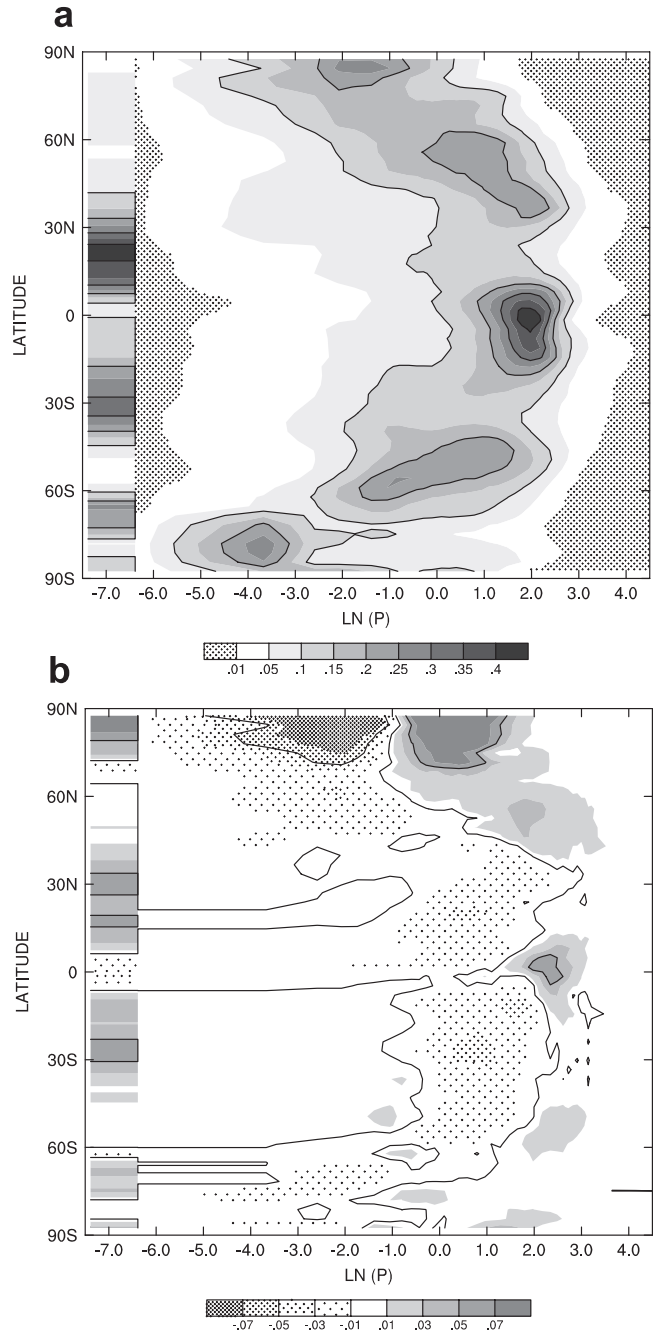 a
90N
60N
30N
0
30S
60S
90S
LATITUDE
-7.0 -6.0 -5.0 -4.0 -3.0 -2.0 -1.0 0.0 1.0 2.0 3.0 4.0
LN (P)
.01 .05 .1 .15 .2 .25 .3 .35 .4
b
90N
60N
30N
0
30S
60S
90S
LATITUDE
-7.0 -6.0 -5.0 -4.0 -3.0 -2.0 -1.0 0.0 1.0 2.0 3.0 4.0
LN (P)
-.07 -.05 -.03 -.01 .01 .03 .05 .07